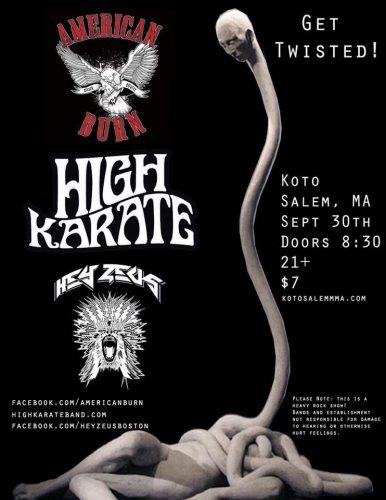 AMERICAN
BURN
HIGH
KARATE
HEY ZEUS
GET
TWISTED!
KOTO
SALEM, MA
SEPT 30TH
DOORS 8:30
21+
$7
KOTOSALEMMMA.COM
FACEBOOK.COM/AMERICANBURN
HIGHKARATEBAND.COM
FACEBOOK.COM/HEYZEUSBOSTON
PLEASE NOTE: THIS IS A
HEAVY ROCK SHOW!
BANDS AND ESTABLISHMENT
NOT RESPONSIBLE FOR DAMAGE
TO HEARING OR OTHERWISE
HURT FEELINGS.